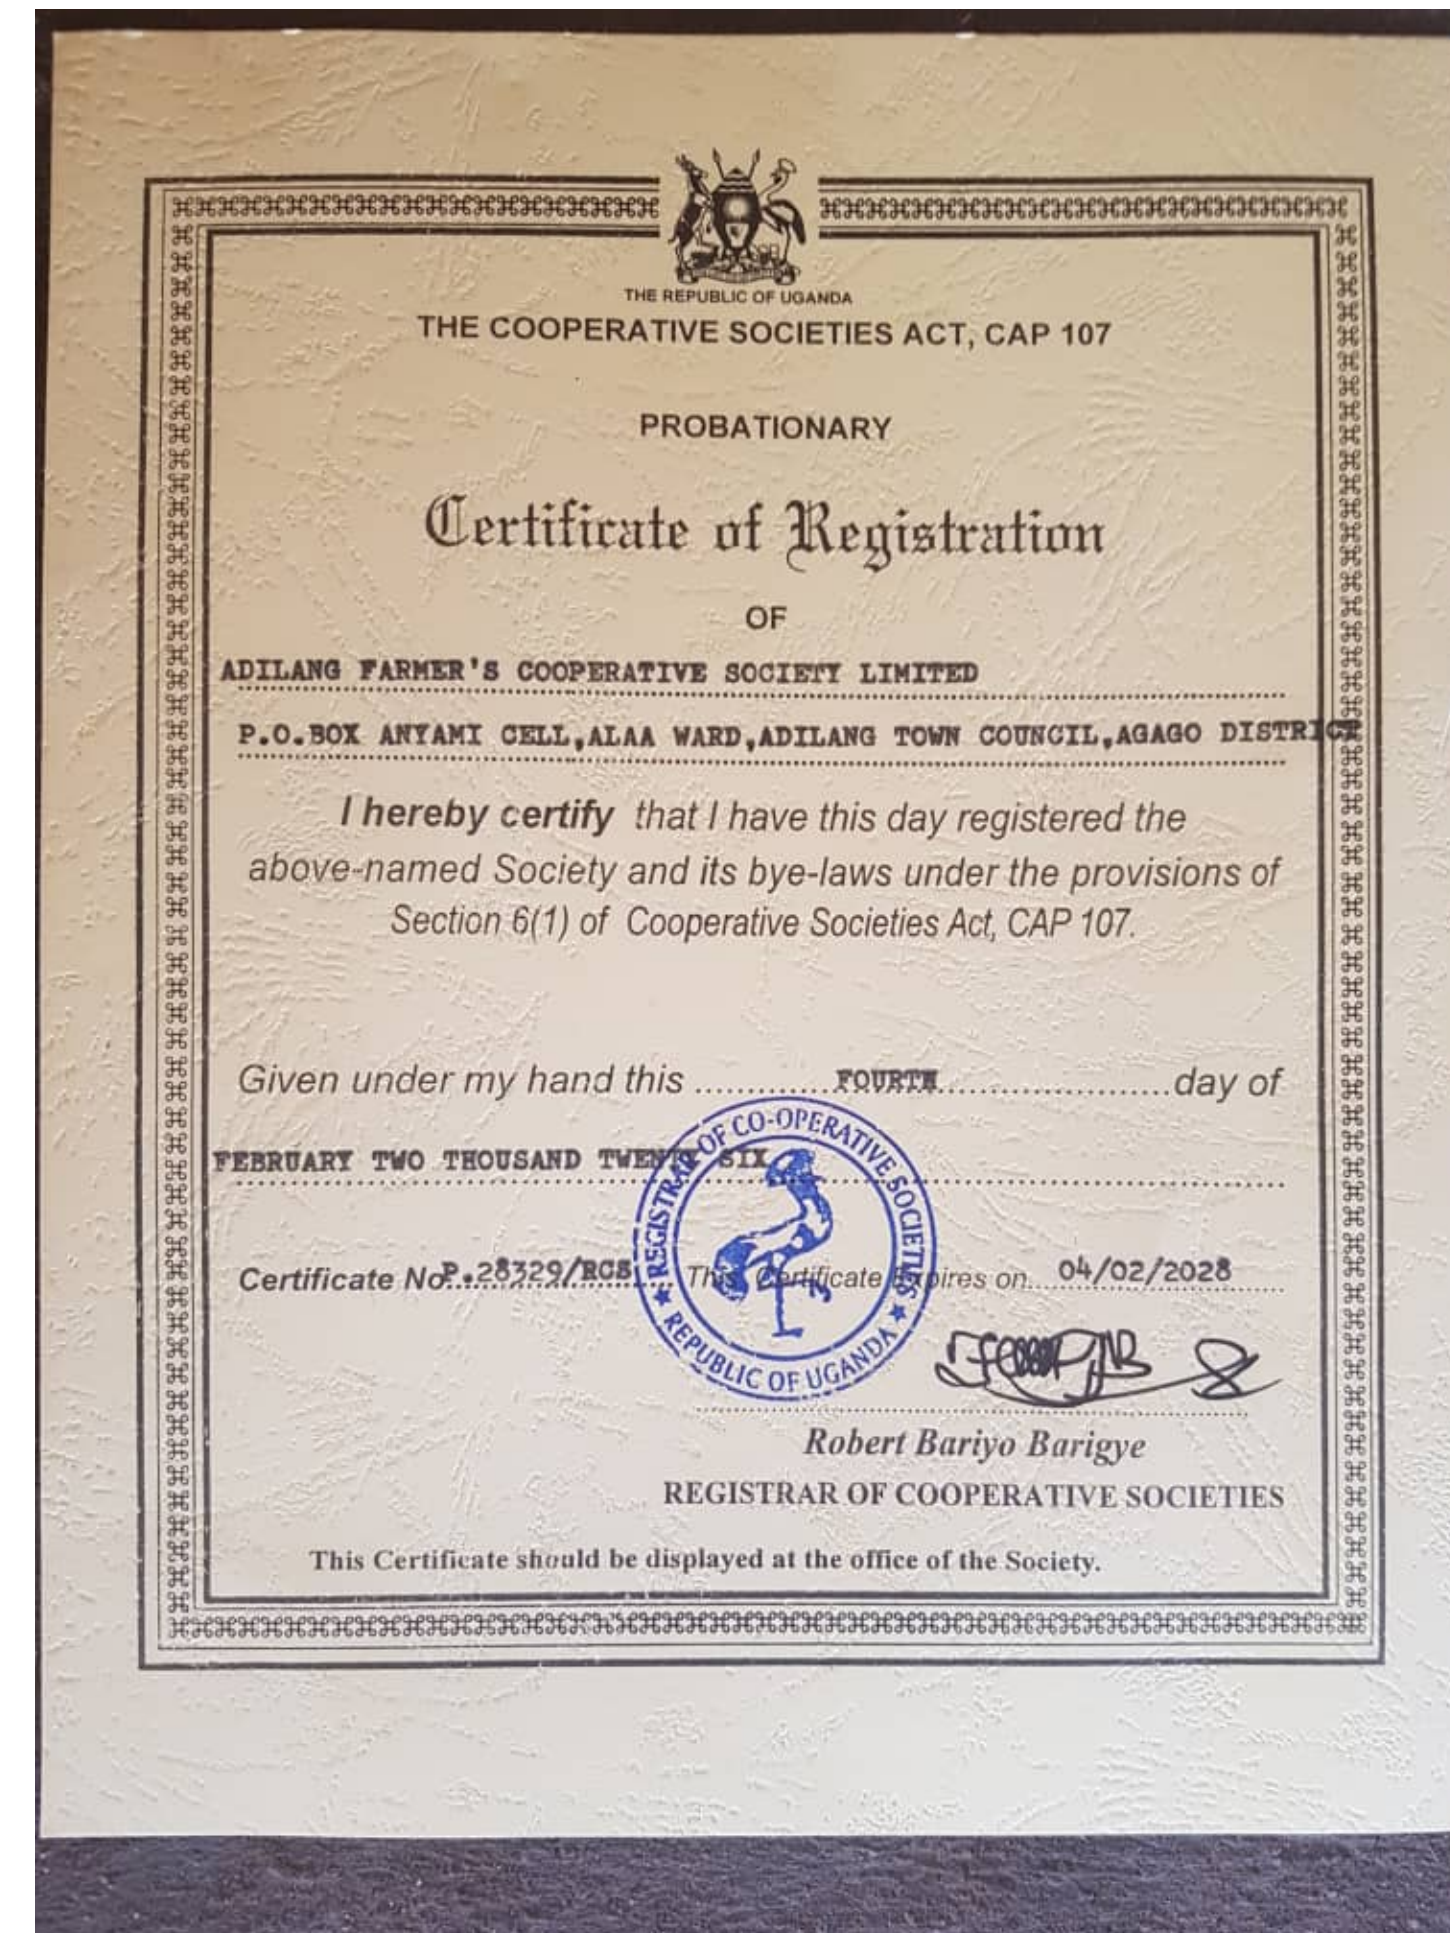 THE REPUBLIC OF UGANDA
THE COOPERATIVE SOCIETIES ACT, CAP 107
PROBATIONARY
Certificate of Registration
OF
ADILANG FARMER'S COOPERATIVE SOCIETY LIMITED
P.O.BOX ANYAMI CELL,ALAA WARD,ADILANG TOWN COUNCIL,AGAGO DISTRICT
I hereby certify that I have this day registered the
above-named Society and its bye-laws under the provisions of
Section 6(1) of Cooperative Societies Act, CAP 107.
Given under my hand this ............FOURTH....................day of
FEBRUARY TWO THOUSAND TWENTY SIX
Certificate No.P.28329/RCS This Certificate Expires on... 04/02/2028
REGISTRAR OF CO-OPERATIVE SOCIETIES
★ REPUBLIC OF UGANDA ★
Robert Bariyo Barigye
REGISTRAR OF COOPERATIVE SOCIETIES
This Certificate should be displayed at the office of the Society.